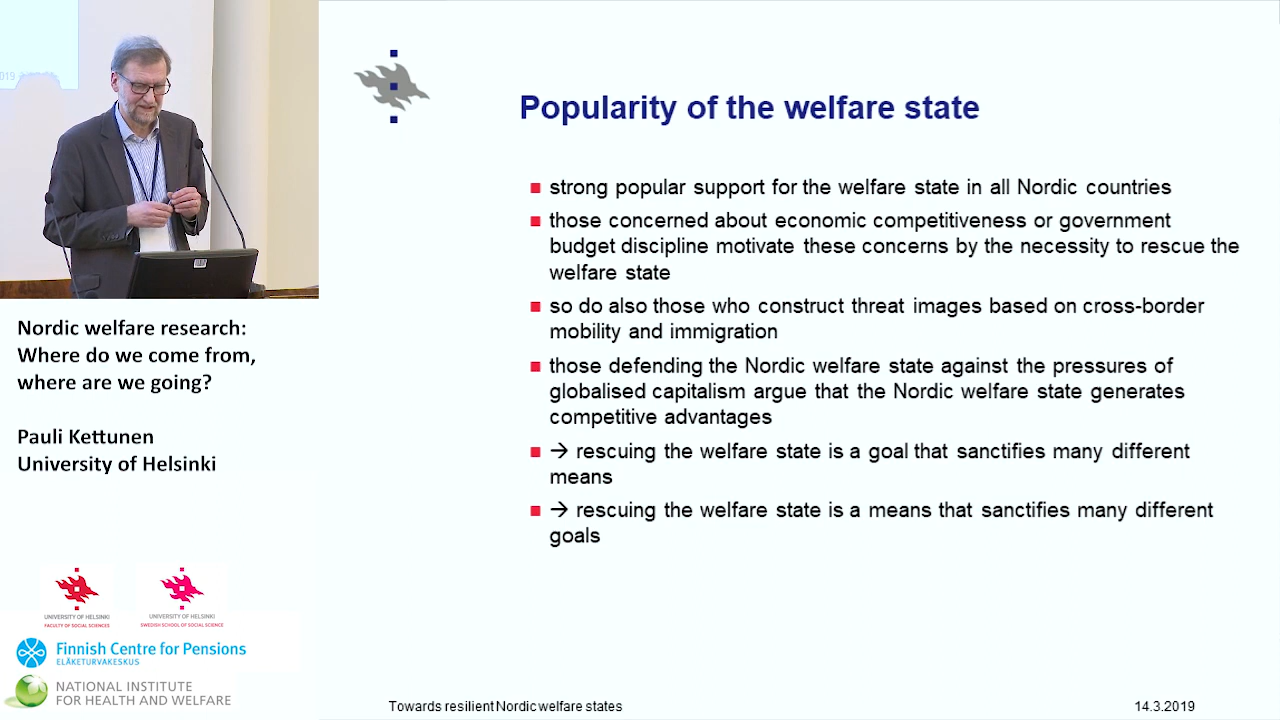 Popularity of the welfare state
strong popular support for the welfare state in all Nordic countries
those concerned about economic competitiveness or government
budget discipline motivate these concerns by the necessity to rescue the
welfare state
so do also those who construct threat images based on cross-border
mobility and immigration
those defending the Nordic welfare state against the pressures of
globalised capitalism argue that the Nordic welfare state generates
competitive advantages
→ rescuing the welfare state is a goal that sanctifies many different
means
→ rescuing the welfare state is a means that sanctifies many different
goals
Nordic welfare research:
Where do we come from,
where are we going?
Pauli Kettunen
University of Helsinki
UNIVERSITY OF HELSINKI
FACULTY OF SOCIAL SCIENCES
UNIVERSITY OF HELSINKI
SWEDISH SCHOOL OF SOCIAL SCIENCE
Finnish Centre for Pensions
ELÄKETURVAKESKUS
NATIONAL INSTITUTE
FOR HEALTH AND WELFARE
Towards resilient Nordic welfare states
14.3.2019